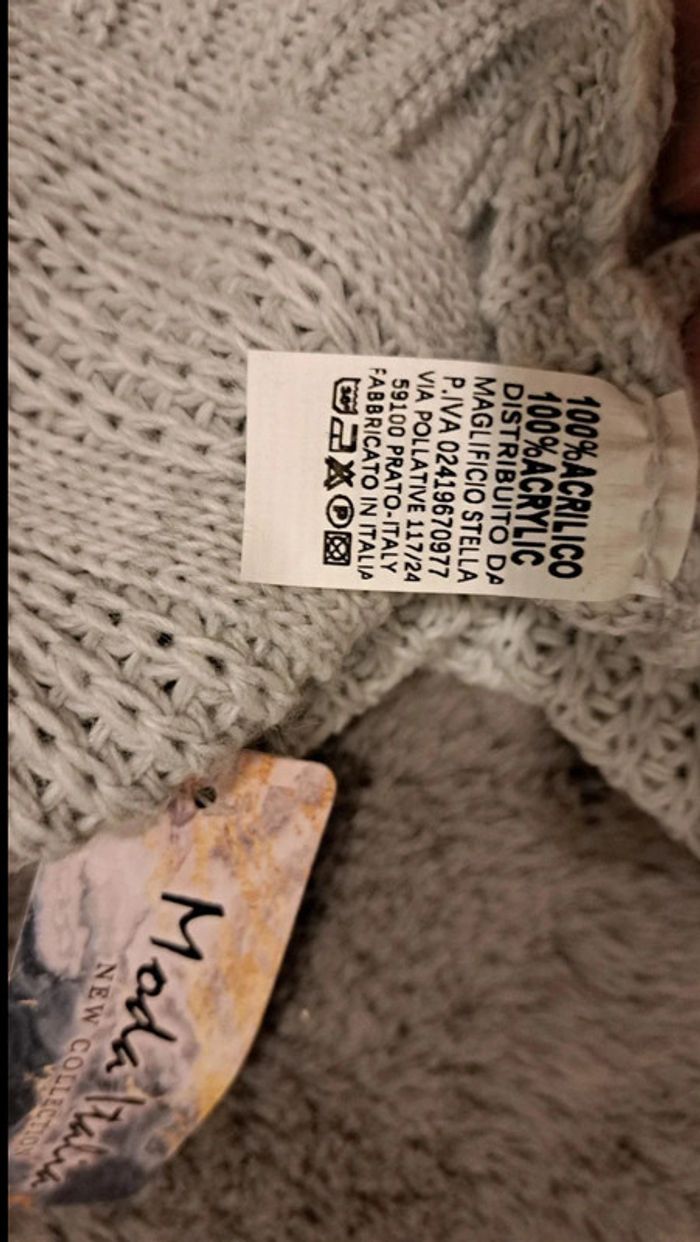 100%ACRILICO
100%ACRYLIC
DISTRIBUITO DA
MAGLIFICIO STELLA
P.IVA 02419670977
VIA POLLATIVE 117/24
59100 PRATO-ITALY
FABBRICATO IN ITALIA
P
Moda Italia
NEW COLLECTION